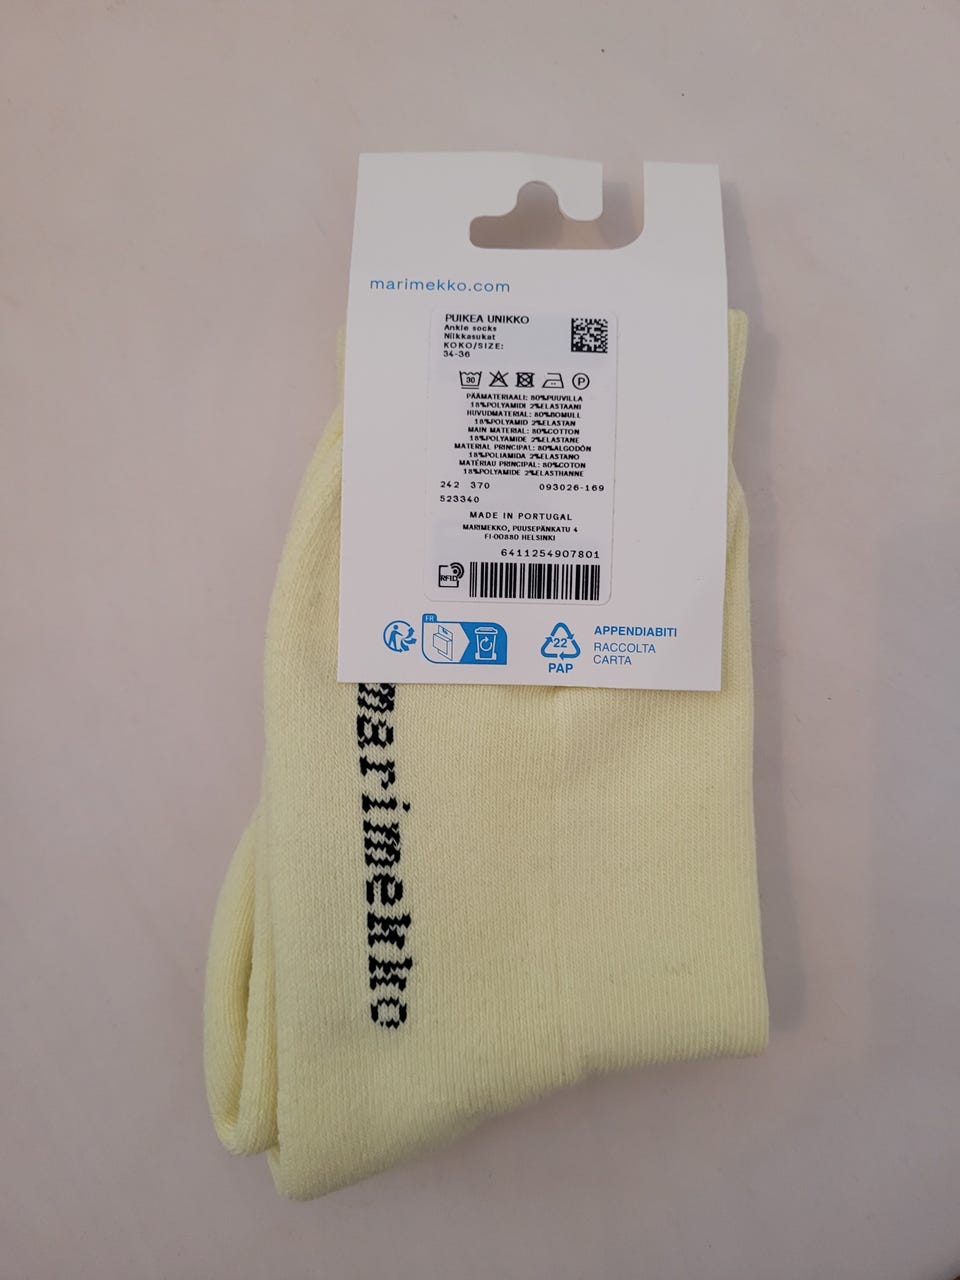 marimekko.com
PUIKEA UNIKKO
Ankle socks
Nilkkasukat
KOKO/SIZE:
34-36
30
P
PÄÄMATERIAALI: 80%PUUVILLA
18%POLYAMIDI 2%ELASTAANI
HUVUDMATERIAL: 80%BOMULL
18%POLYAMID 2%ELASTAN
MAIN MATERIAL: 80%COTTON
18%POLYAMIDE 2%ELASTANE
MATERIAL PRINCIPAL: 80%ALGODÓN
18%POLIAMIDA 2%ELASTANO
MATÉRIAU PRINCIPAL: 80%COTON
18%POLYAMIDE 2%ELASTHANNE
242 370 093026-169
523340
MADE IN PORTUGAL
MARIMEKKO, PUUSEPÄNKATU 4
FI-00880 HELSINKI
6411254907801
RFID
FR
22
PAP
APPENDIABITI
RACCOLTA
CARTA
marimekko